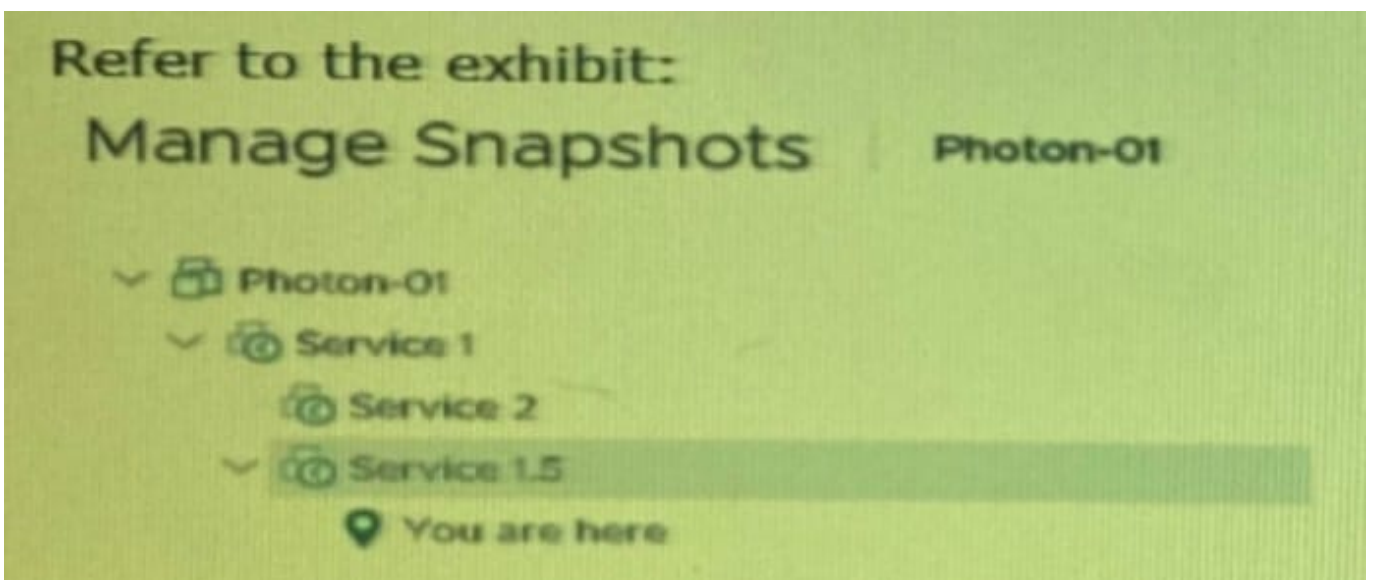 Refer to the exhibit:
Manage Snapshots Photon-01
Photon-01
Service 1
Service 2
Service 1.5
You are here